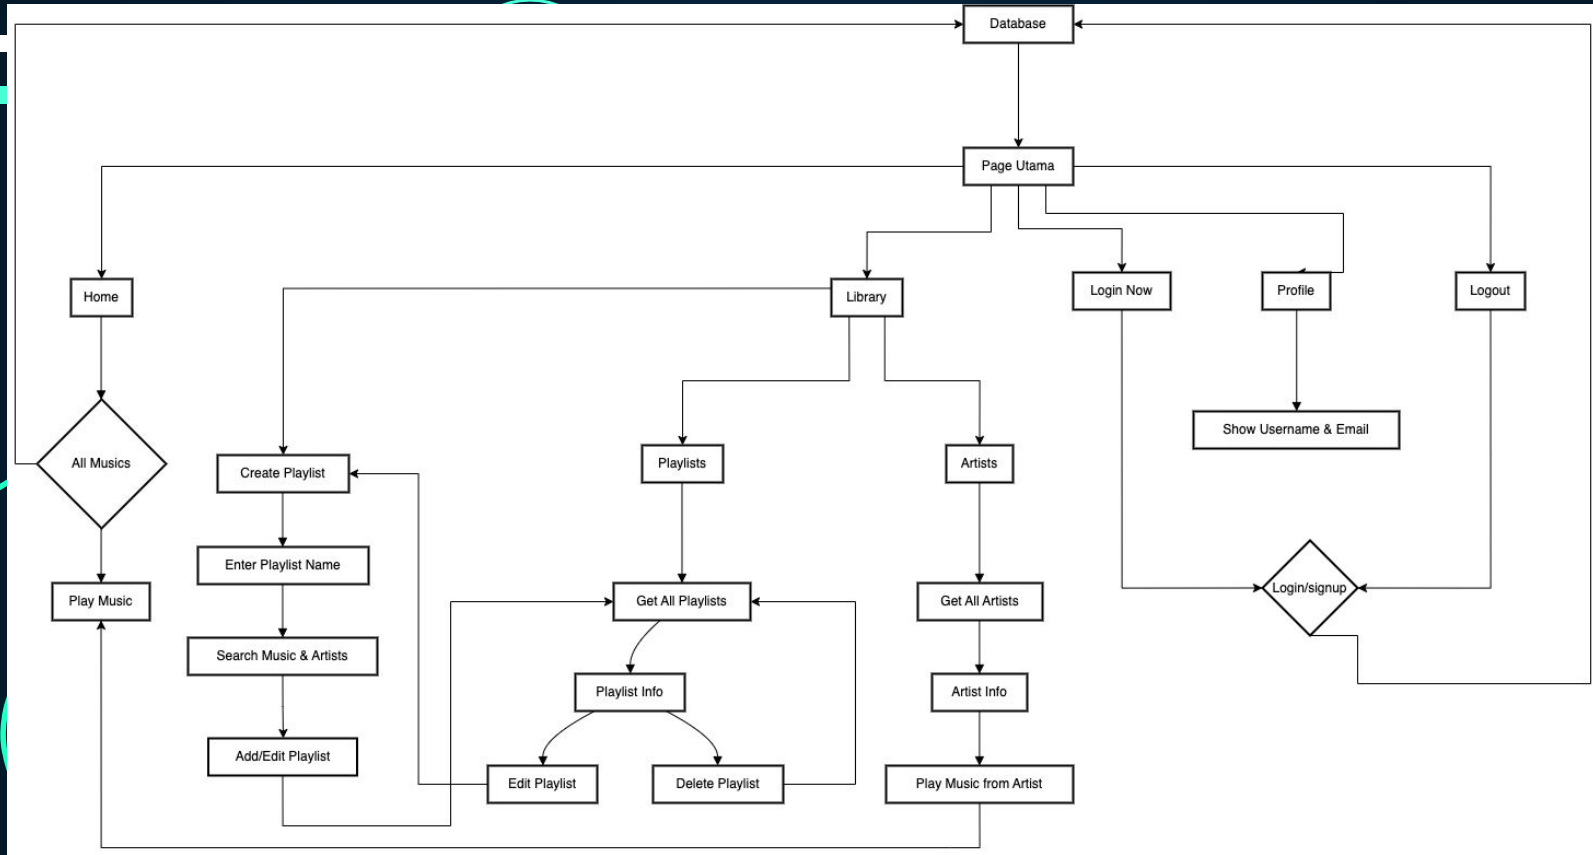 Database
Page Utama
Home
Library
Login Now
Profile
Logout
Show Username & Email
All Musics
Create Playlist
Playlists
Artists
Enter Playlist Name
Login/signup
Play Music
Get All Playlists
Get All Artists
Search Music & Artists
Playlist Info
Artist Info
Add/Edit Playlist
Edit Playlist
Delete Playlist
Play Music from Artist